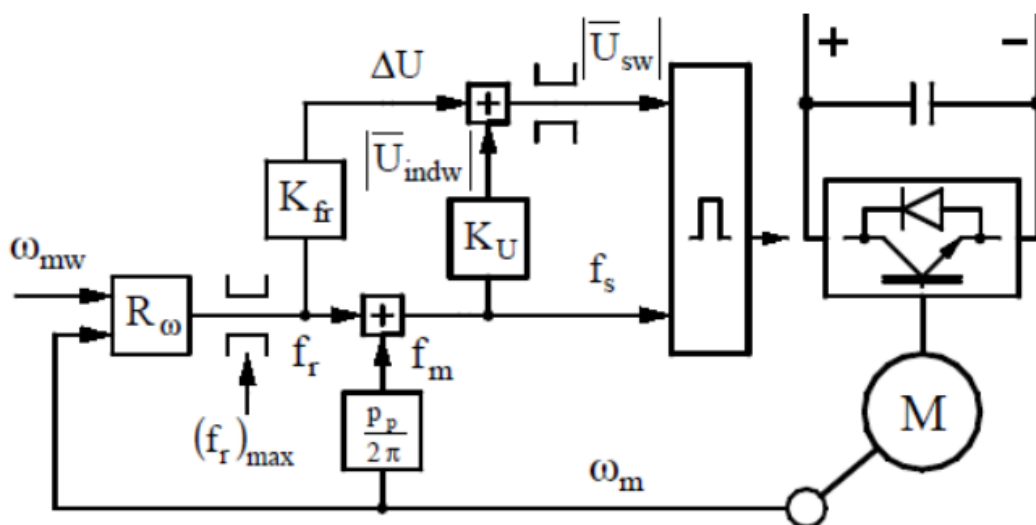 + −
|U̅sw|
ΔU
+
|U̅indw|
Kfr
KU
ωmw
Rω
fs
fr
+
fm
(fr)max
pp
2π
ωm
M